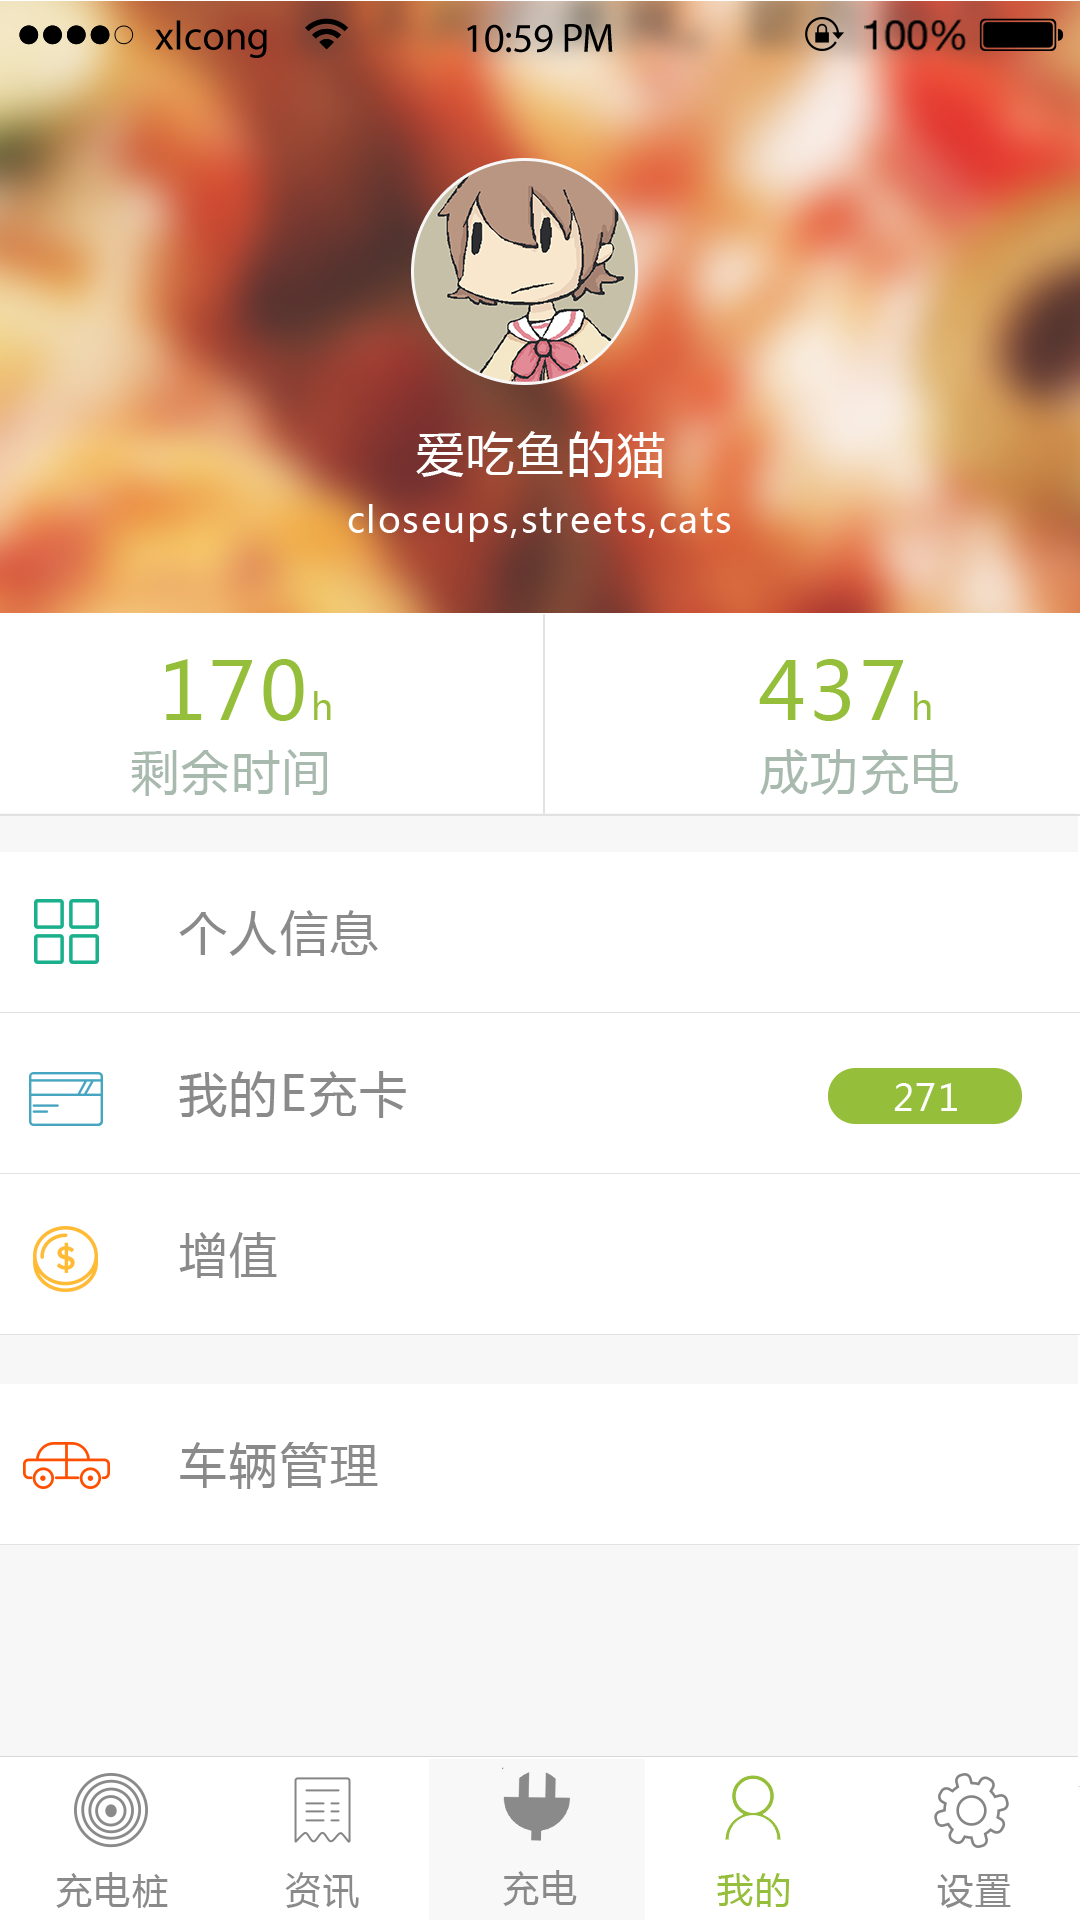 xlcong 10:59 PM 100%
爱吃鱼的猫
closeups,streets,cats
170h 437h
剩余时间 成功充电
个人信息
我的E充卡 271
增值
车辆管理
充电桩 资讯 充电 我的 设置